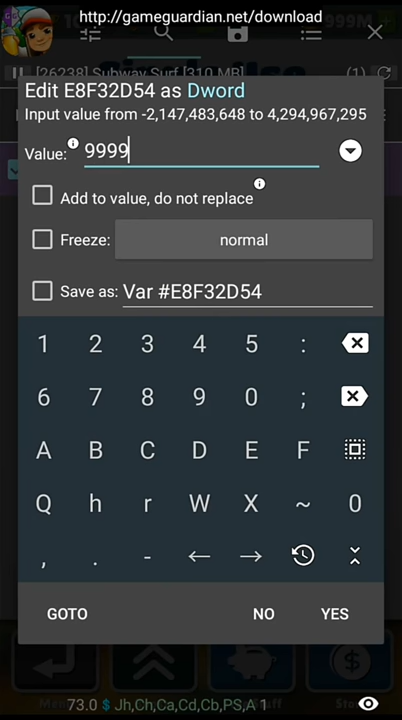 http://gameguardian.net/download
[26238] Subway Surf [310 MB]
(1)
Edit E8F32D54 as Dword
Input value from -2,147,483,648 to 4,294,967,295
Value: 9999
Add to value, do not replace
Freeze: normal
Save as: Var #E8F32D54
1 2 3 4 5 :
6 7 8 9 0 ;
A B C D E F
Q h r W X ~ 0
, . - ← →
GOTO NO YES
73.0 $ Jh,Ch,Ca,Cd,Cb,PS,A 1